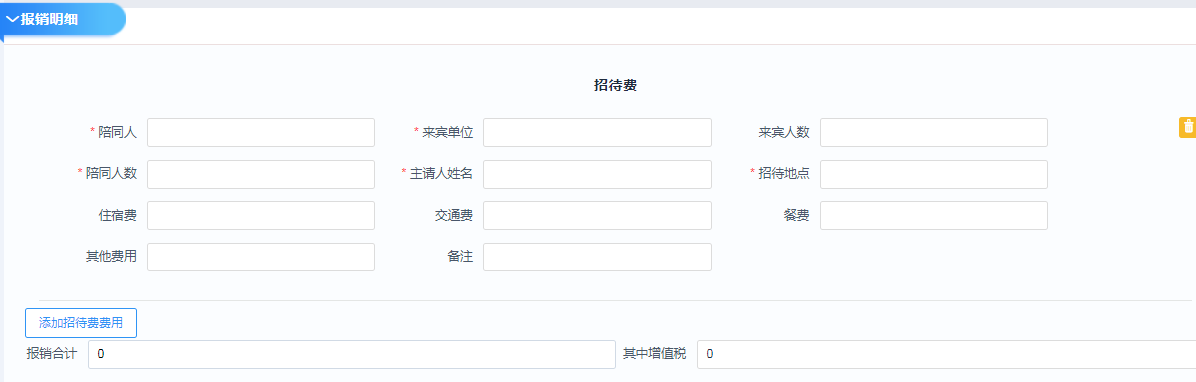 报销明细
招待费
* 陪同人 * 来宾单位 来宾人数
* 陪同人数 * 主请人姓名 * 招待地点
住宿费 交通费 餐费
其他费用 备注
添加招待费费用
报销合计 0 其中增值税 0